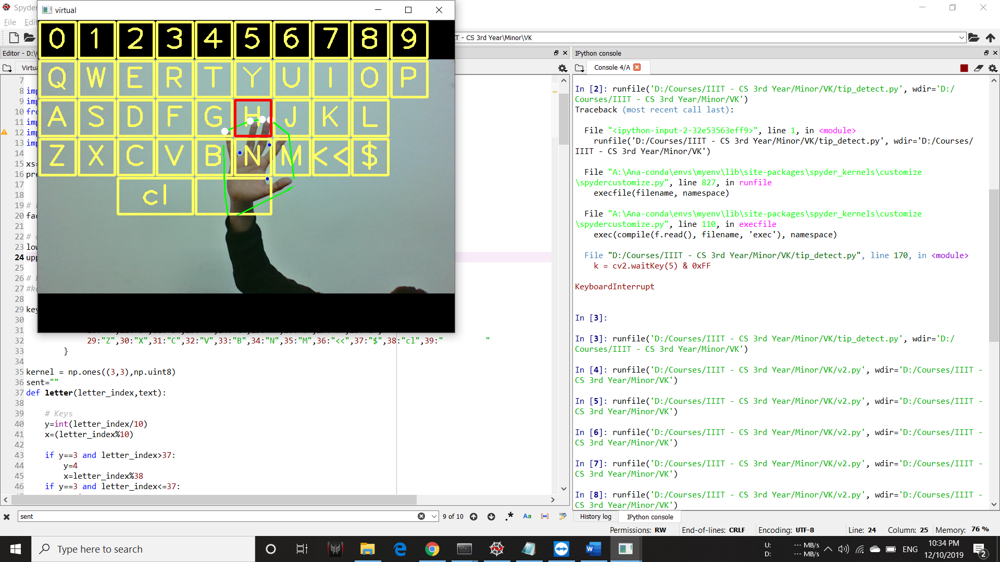 Spyder
virtual
File Edit
0 1 2 3 4 5 6 7 8 9
Q W E R T Y U I O P
A S D F G H J K L
Z X C V B N M << $
cl
IT - CS 3rd Year\Minor\VK
Editor - D:\
Virtua
7
8 imp
9 imp
10 fro
11 imp
12 imp
13 imp
14
15 xs=
16 pre
17
18
19 #
20 fac
21
22 #
23 low
24 upp
25
26 #
27 #ke
28
29 key
30
31
32 29:"Z",30:"X",31:"C",32:"V",33:"B",34:"N",35:"M",36:"<<",37:"$",38:"cl",39:"         "
33 }
34
35 kernel = np.ones((3,3),np.uint8)
36 sent=""
37 def letter(letter_index,text):
38
39 # Keys
40 y=int(letter_index/10)
41 x=(letter_index%10)
42
43 if y==3 and letter_index>37:
44 y=4
45 x=letter_index%38
46 if y==3 and letter_index<=37:
sent
9 of 10
.*
Aa
IPython console
Console 4/A
In [2]: runfile('D:/Courses/IIIT - CS 3rd Year/Minor/VK/tip_detect.py', wdir='D:/
Courses/IIIT - CS 3rd Year/Minor/VK')
Traceback (most recent call last):
File "<ipython-input-2-32e53563eff9>", line 1, in <module>
runfile('D:/Courses/IIIT - CS 3rd Year/Minor/VK/tip_detect.py', wdir='D:/Courses/
IIIT - CS 3rd Year/Minor/VK')
File "A:\Ana-conda\envs\myenv\lib\site-packages\spyder_kernels\customize
\spydercustomize.py", line 827, in runfile
execfile(filename, namespace)
File "A:\Ana-conda\envs\myenv\lib\site-packages\spyder_kernels\customize
\spydercustomize.py", line 110, in execfile
exec(compile(f.read(), filename, 'exec'), namespace)
File "D:/Courses/IIIT - CS 3rd Year/Minor/VK/tip_detect.py", line 170, in <module>
k = cv2.waitKey(5) & 0xFF
KeyboardInterrupt
In [3]:
In [3]: runfile('D:/Courses/IIIT - CS 3rd Year/Minor/VK/tip_detect.py', wdir='D:/
Courses/IIIT - CS 3rd Year/Minor/VK')
In [4]: runfile('D:/Courses/IIIT - CS 3rd Year/Minor/VK/v2.py', wdir='D:/Courses/IIIT -
CS 3rd Year/Minor/VK')
In [5]: runfile('D:/Courses/IIIT - CS 3rd Year/Minor/VK/v2.py', wdir='D:/Courses/IIIT -
CS 3rd Year/Minor/VK')
In [6]: runfile('D:/Courses/IIIT - CS 3rd Year/Minor/VK/v2.py', wdir='D:/Courses/IIIT -
CS 3rd Year/Minor/VK')
In [7]: runfile('D:/Courses/IIIT - CS 3rd Year/Minor/VK/v2.py', wdir='D:/Courses/IIIT -
CS 3rd Year/Minor/VK')
In [8]: runfile('D:/Courses/IIIT - CS 3rd Year/Minor/VK/v2.py', wdir='D:/Courses/IIIT -
CS 3rd Year/Minor/VK')
History log
IPython console
Permissions: RW End-of-lines: CRLF Encoding: UTF-8 Line: 24 Column: 25 Memory: 76 %
Type here to search
U: --- MB/s
D: --- MB/s
ENG
10:34 PM
12/10/2019
2